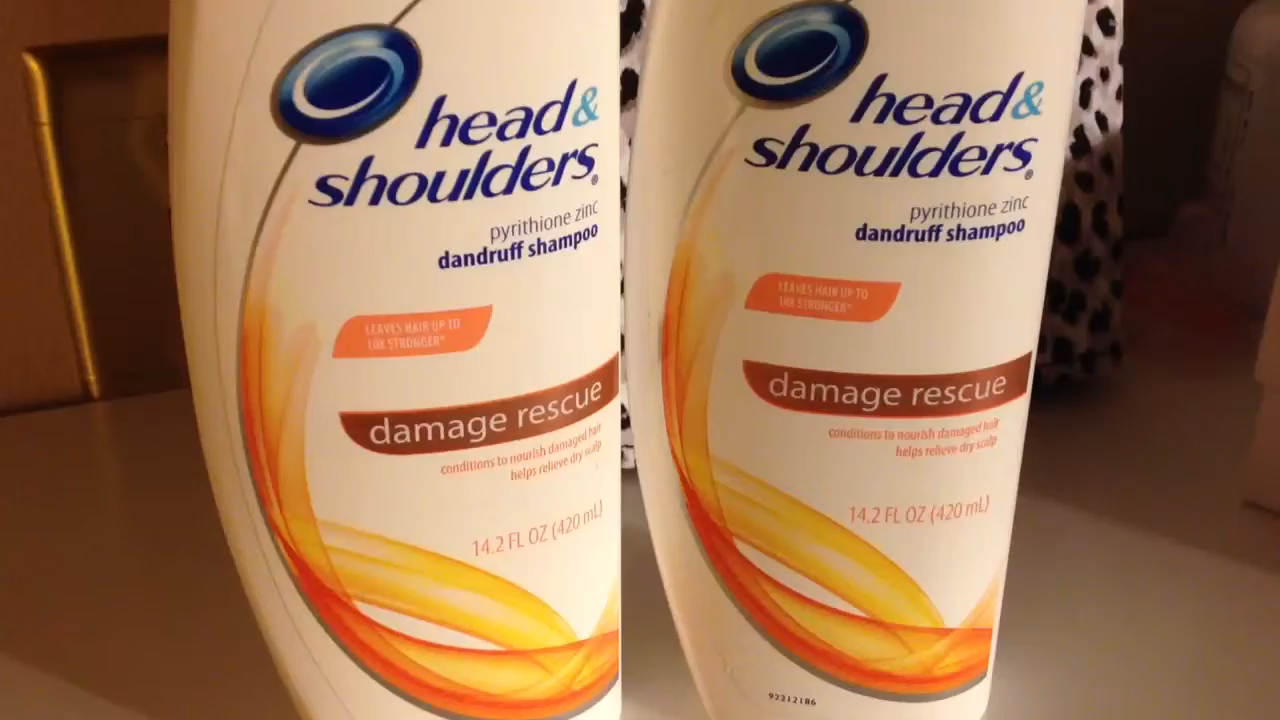 head &
shoulders®
pyrithione zinc
dandruff shampoo
LEAVES HAIR UP TO
10X STRONGER*
damage rescue
conditions to nourish damaged hair
helps relieve dry scalp
14.2 FL OZ (420 mL)
head &
shoulders®
pyrithione zinc
dandruff shampoo
LEAVES HAIR UP TO
10X STRONGER*
damage rescue
conditions to nourish damaged hair
helps relieve dry scalp
14.2 FL OZ (420 mL)
92212186